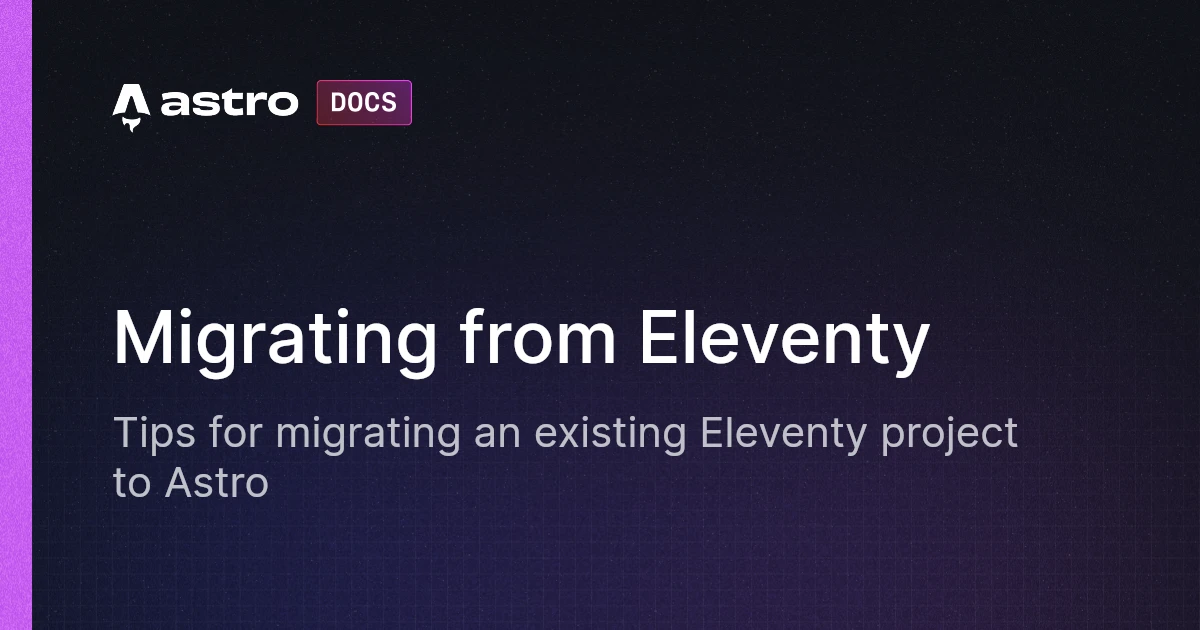 astro DOCS
Migrating from Eleventy
Tips for migrating an existing Eleventy project
to Astro